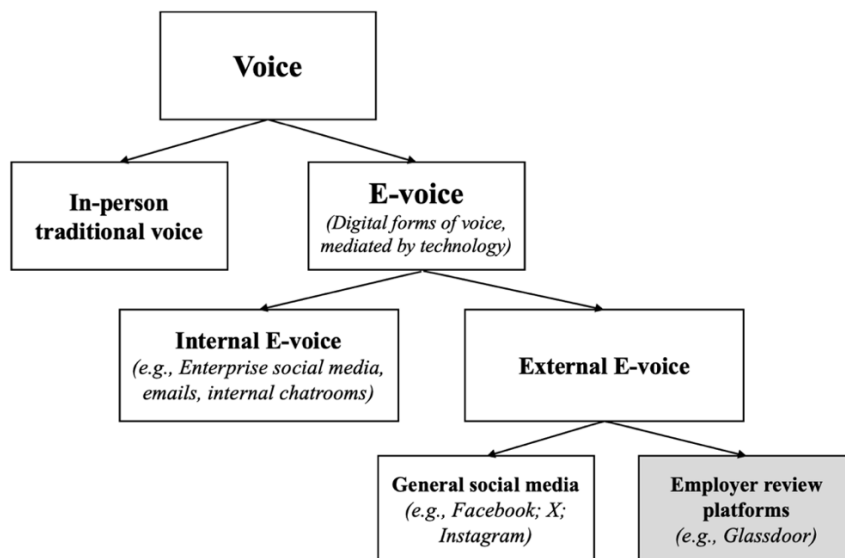 Voice
In-person
traditional voice
E-voice
(Digital forms of voice,
mediated by technology)
Internal E-voice
(e.g., Enterprise social media,
emails, internal chatrooms)
External E-voice
General social media
(e.g., Facebook; X;
Instagram)
Employer review
platforms
(e.g., Glassdoor)